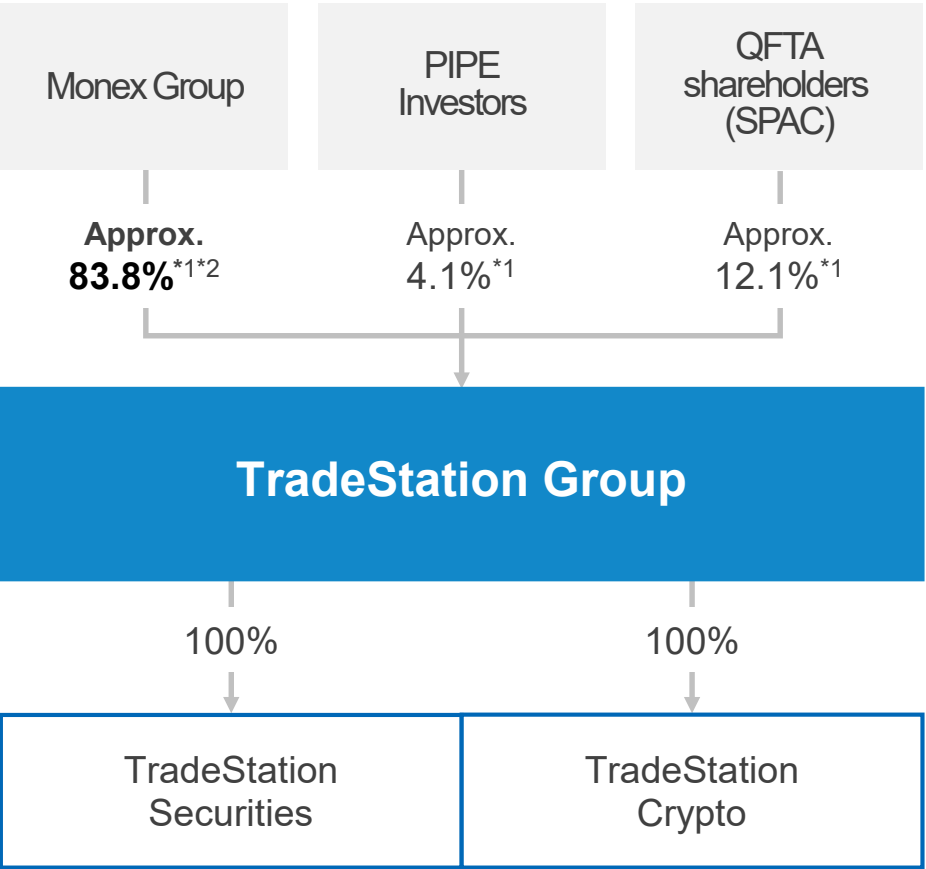 Monex Group
PIPE
Investors
QFTA
shareholders
(SPAC)
Approx.
83.8%*1*2
Approx.
4.1%*1
Approx.
12.1%*1
TradeStation Group
100%
100%
TradeStation
Securities
TradeStation
Crypto